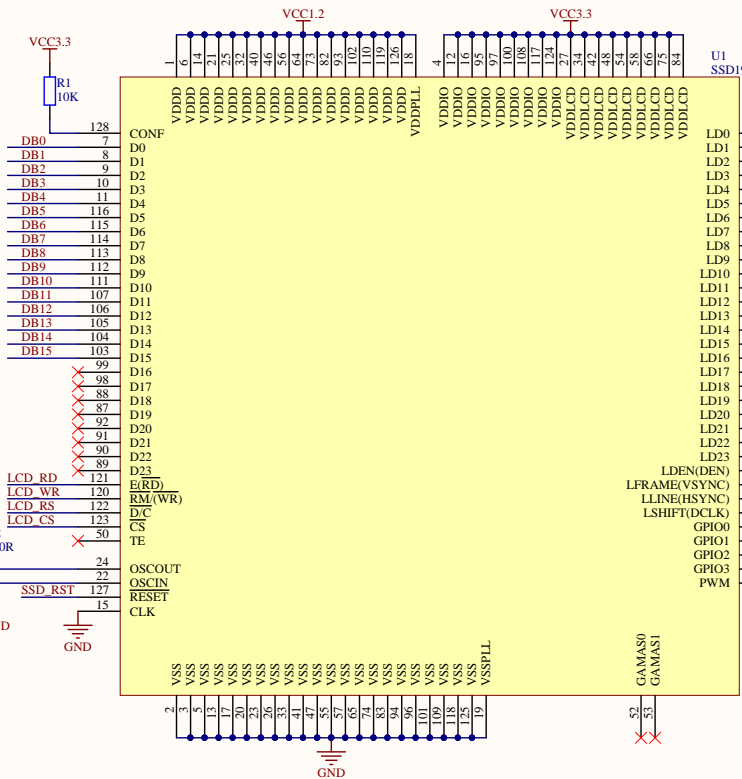 VCC1.2
VCC3.3
VCC3.3
R1
10K
U1
SSD19
1 6 14 21 25 32 40 46 56 64 73 82 93 102 110 119 126 18
4 12 16 95 97 100 108 117 124 27 34 42 48 54 58 66 75 84
VDDD VDDD VDDD VDDD VDDD VDDD VDDD VDDD VDDD VDDD VDDD VDDD VDDD VDDD VDDD VDDD VDDD VDDPLL
VDDIO VDDIO VDDIO VDDIO VDDIO VDDIO VDDIO VDDIO VDDIO VDDLCD VDDLCD VDDLCD VDDLCD VDDLCD VDDLCD VDDLCD VDDLCD VDDLCD
128 CONF LD0
DB0 7 D0 LD1
DB1 8 D1 LD2
DB2 9 D2 LD3
DB3 10 D3 LD4
DB4 11 D4 LD5
DB5 116 D5 LD6
DB6 115 D6 LD7
DB7 114 D7 LD8
DB8 113 D8 LD9
DB9 112 D9 LD10
DB10 111 D10 LD11
DB11 107 D11 LD12
DB12 106 D12 LD13
DB13 105 D13 LD14
DB14 104 D14 LD15
DB15 103 D15 LD16
99 D16 LD17
98 D17 LD18
88 D18 LD19
87 D19 LD20
92 D20 LD21
91 D21 LD22
90 D22 LD23
89 D23 LDEN(DEN)
LCD_RD 121 E(RD) LFRAME(VSYNC)
LCD_WR 120 RM/(WR) LLINE(HSYNC)
LCD_RS 122 D/C LSHIFT(DCLK)
LCD_CS 123 CS GPIO0
50 TE GPIO1
0R
GPIO2
24 OSCOUT GPIO3
22 OSCIN PWM
SSD_RST 127 RESET
15 CLK
D
GND
VSS VSS VSS VSS VSS VSS VSS VSS VSS VSS VSS VSS VSS VSS VSS VSS VSS VSS VSS VSS VSS VSS VSSPLL
GAMAS0 GAMAS1
2 3 5 13 17 20 23 26 33 41 47 55 57 65 74 83 94 96 101 109 118 125 19
52 53
GND